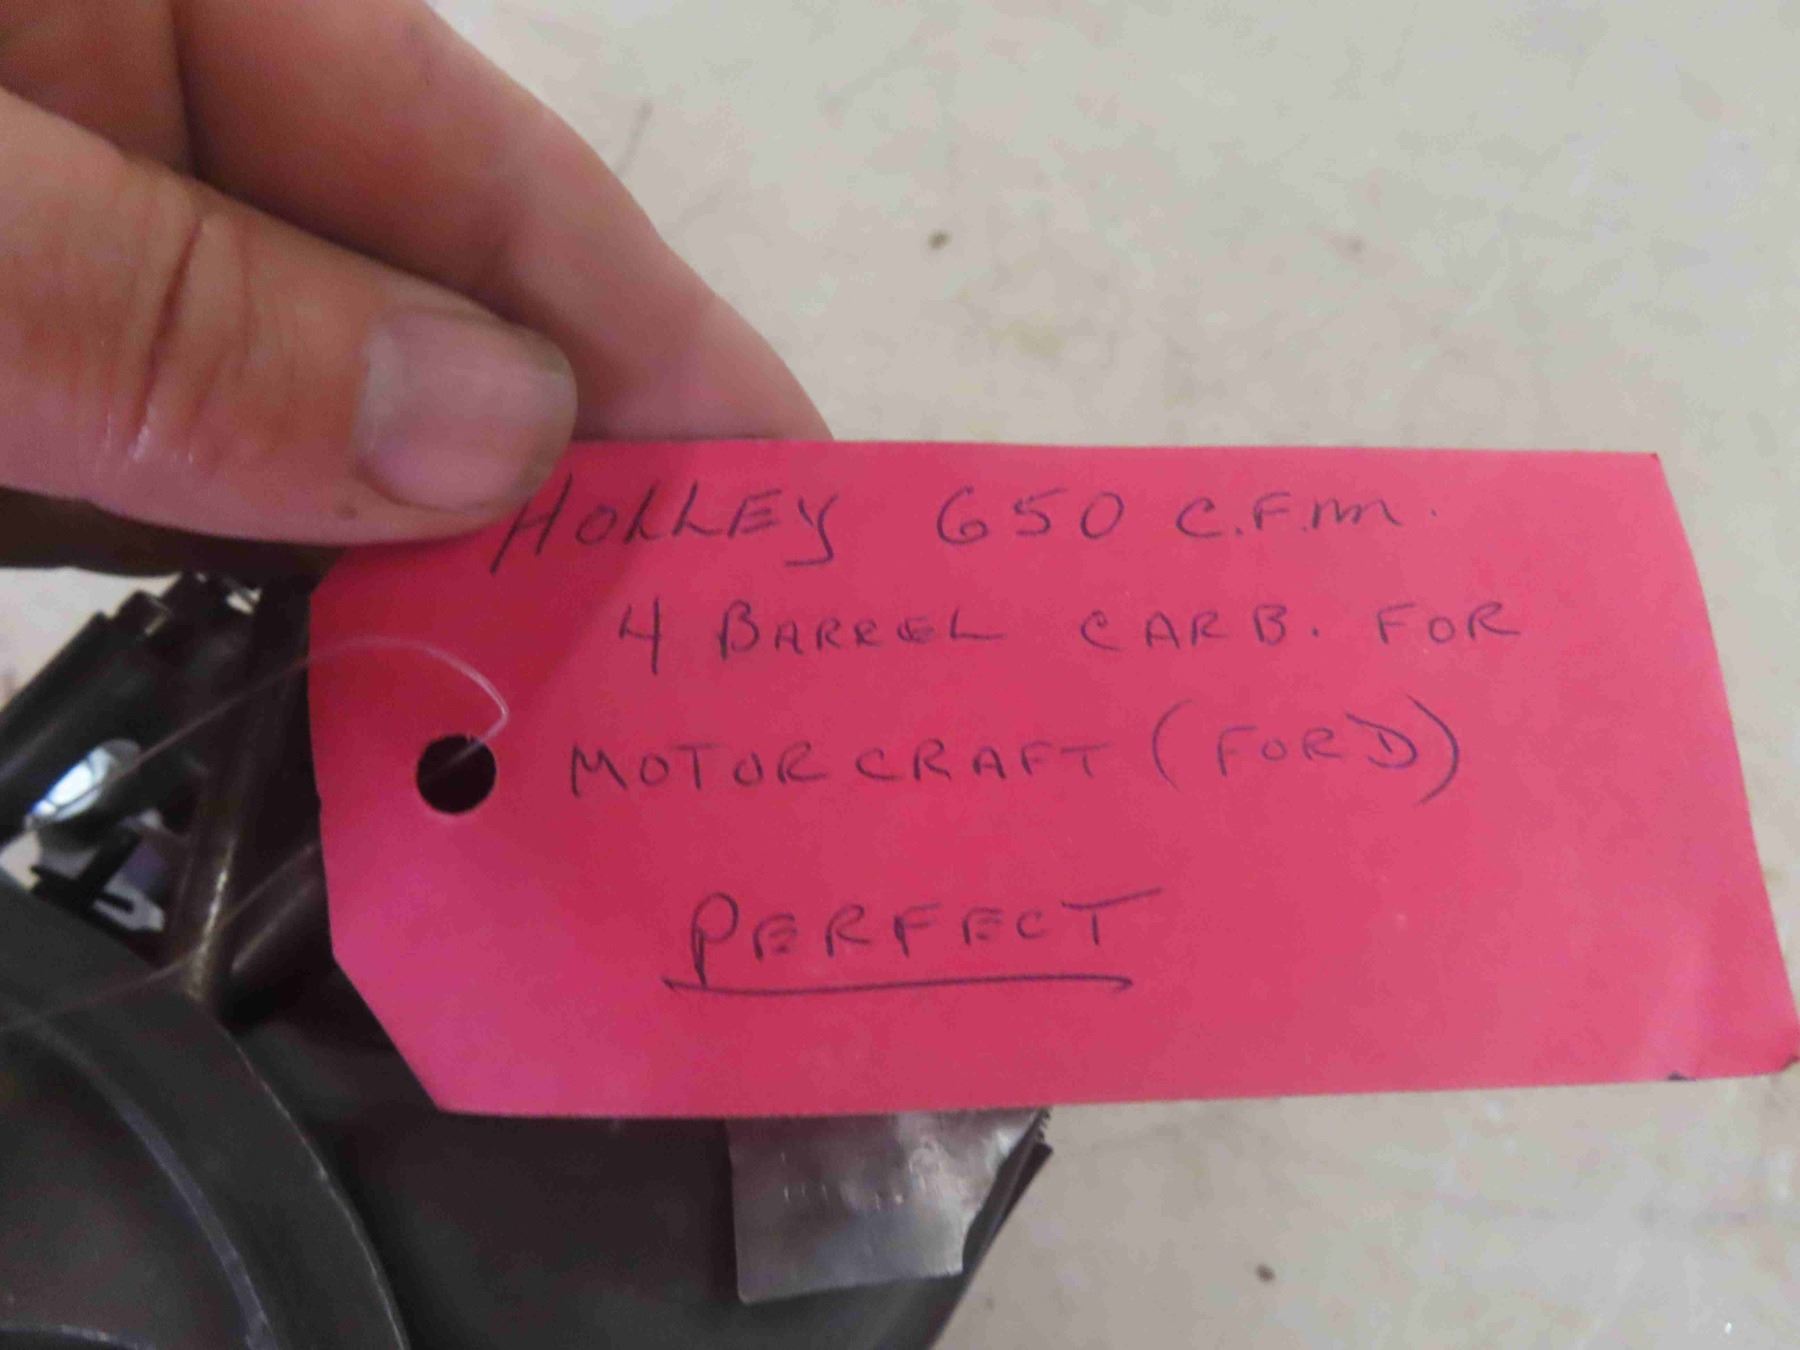 HOLLEY 650 C.F.M.
4 BARREL CARB. FOR
MOTORCRAFT (FORD)
PERFECT